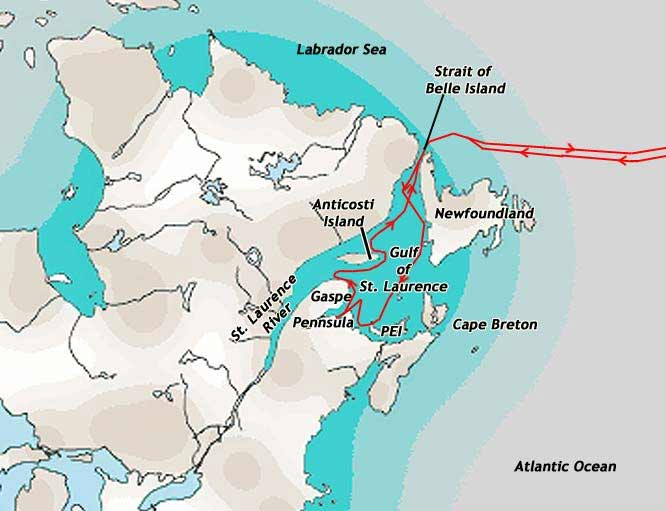 Labrador Sea
Strait of
Belle Island
Anticosti
Island
Newfoundland
Gulf
of
St. Laurence
St. Laurence
River
Gaspe
Pennsula
PEI
Cape Breton
Atlantic Ocean